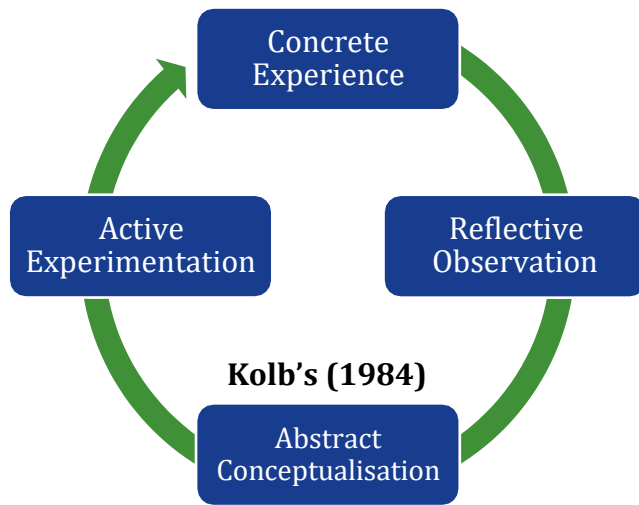 Concrete
Experience
Reflective
Observation
Abstract
Conceptualisation
Active
Experimentation
Kolb’s (1984)